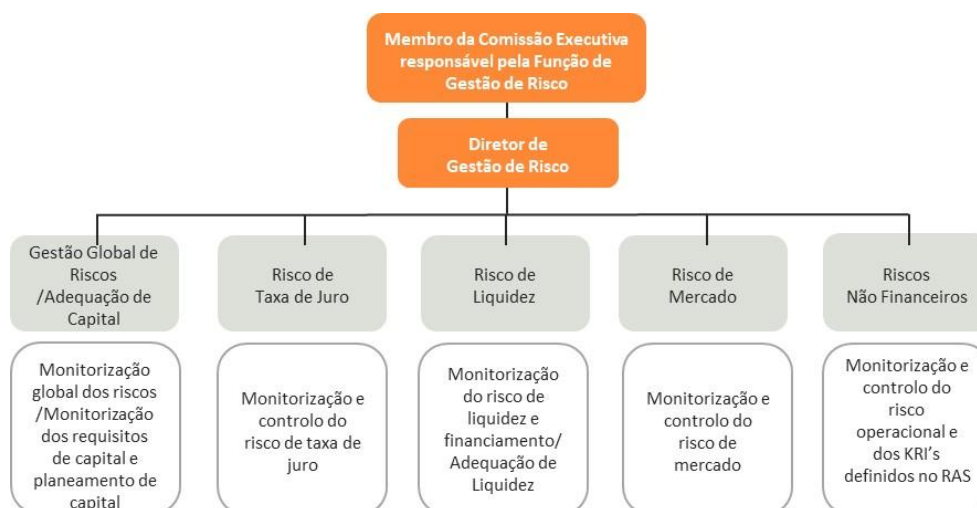 Membro da Comissão Executiva
responsável pela Função de
Gestão de Risco
Diretor de
Gestão de Risco
Gestão Global de
Riscos
/Adequação de
Capital
Risco de
Taxa de Juro
Risco de
Liquidez
Risco de
Mercado
Riscos
Não Financeiros
Monitorização
global dos riscos
/Monitorização
dos requisitos
de capital e
planeamento de
capital
Monitorização e
controlo do
risco de taxa de
juro
Monitorização
do risco de
liquidez e
financiamento/
Adequação de
Liquidez
Monitorização e
controlo do
risco de
mercado
Monitorização e
controlo do
risco
operacional e
dos KRI's
definidos no RAS